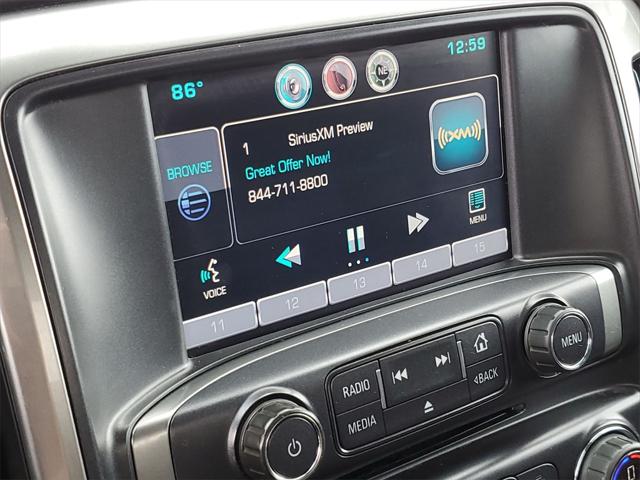 86° 12:59
NE
1 SiriusXM Preview
Great Offer Now!
844-711-8800
((XM))
BROWSE
VOICE
MENU
11 12 13 14 15
RADIO
MEDIA
BACK
MENU